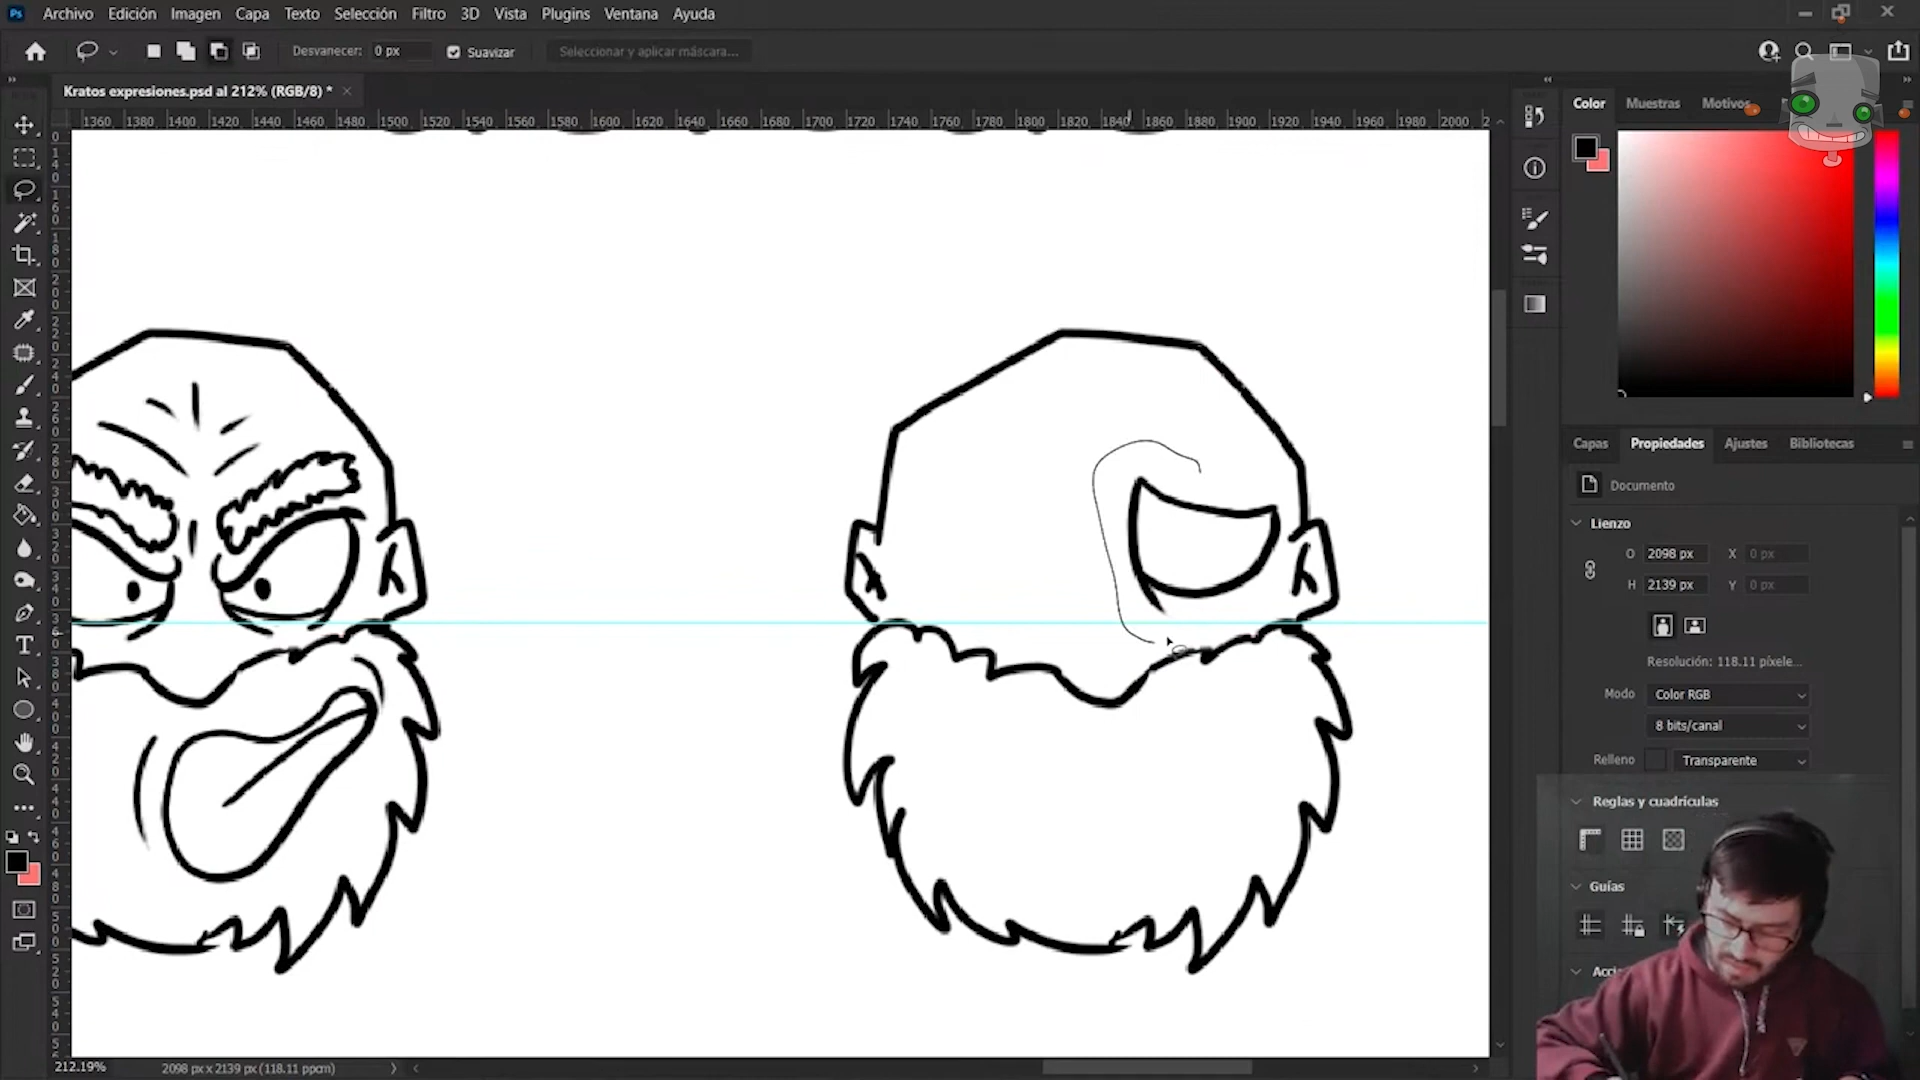 Ps Archivo Edición Imagen Capa Texto Selección Filtro 3D Vista Plugins Ventana Ayuda
Desvanecer: 0 px Suavizar Seleccionar y aplicar máscara...
Kratos expresiones.psd al 212% (RGB/8) *
1360 1380 1400 1420 1440 1460 1480 1500 1520 1540 1560 1580 1600 1620 1640 1660 1680 1700 1720 1740 1760 1780 1800 1820 1840 1860 1880 1900 1920 1940 1960 1980 2000 2
Color Muestras Motivos
Capas Propiedades Ajustes Bibliotecas
Documento
Lienzo
O 2098 px X 0 px
H 2139 px Y 0 px
Resolución: 118.11 píxele...
Modo Color RGB
8 bits/canal
Relleno Transparente
Reglas y cuadrículas
Guías
Acci
212.19% 2098 px x 2139 px (118.11 ppcm)